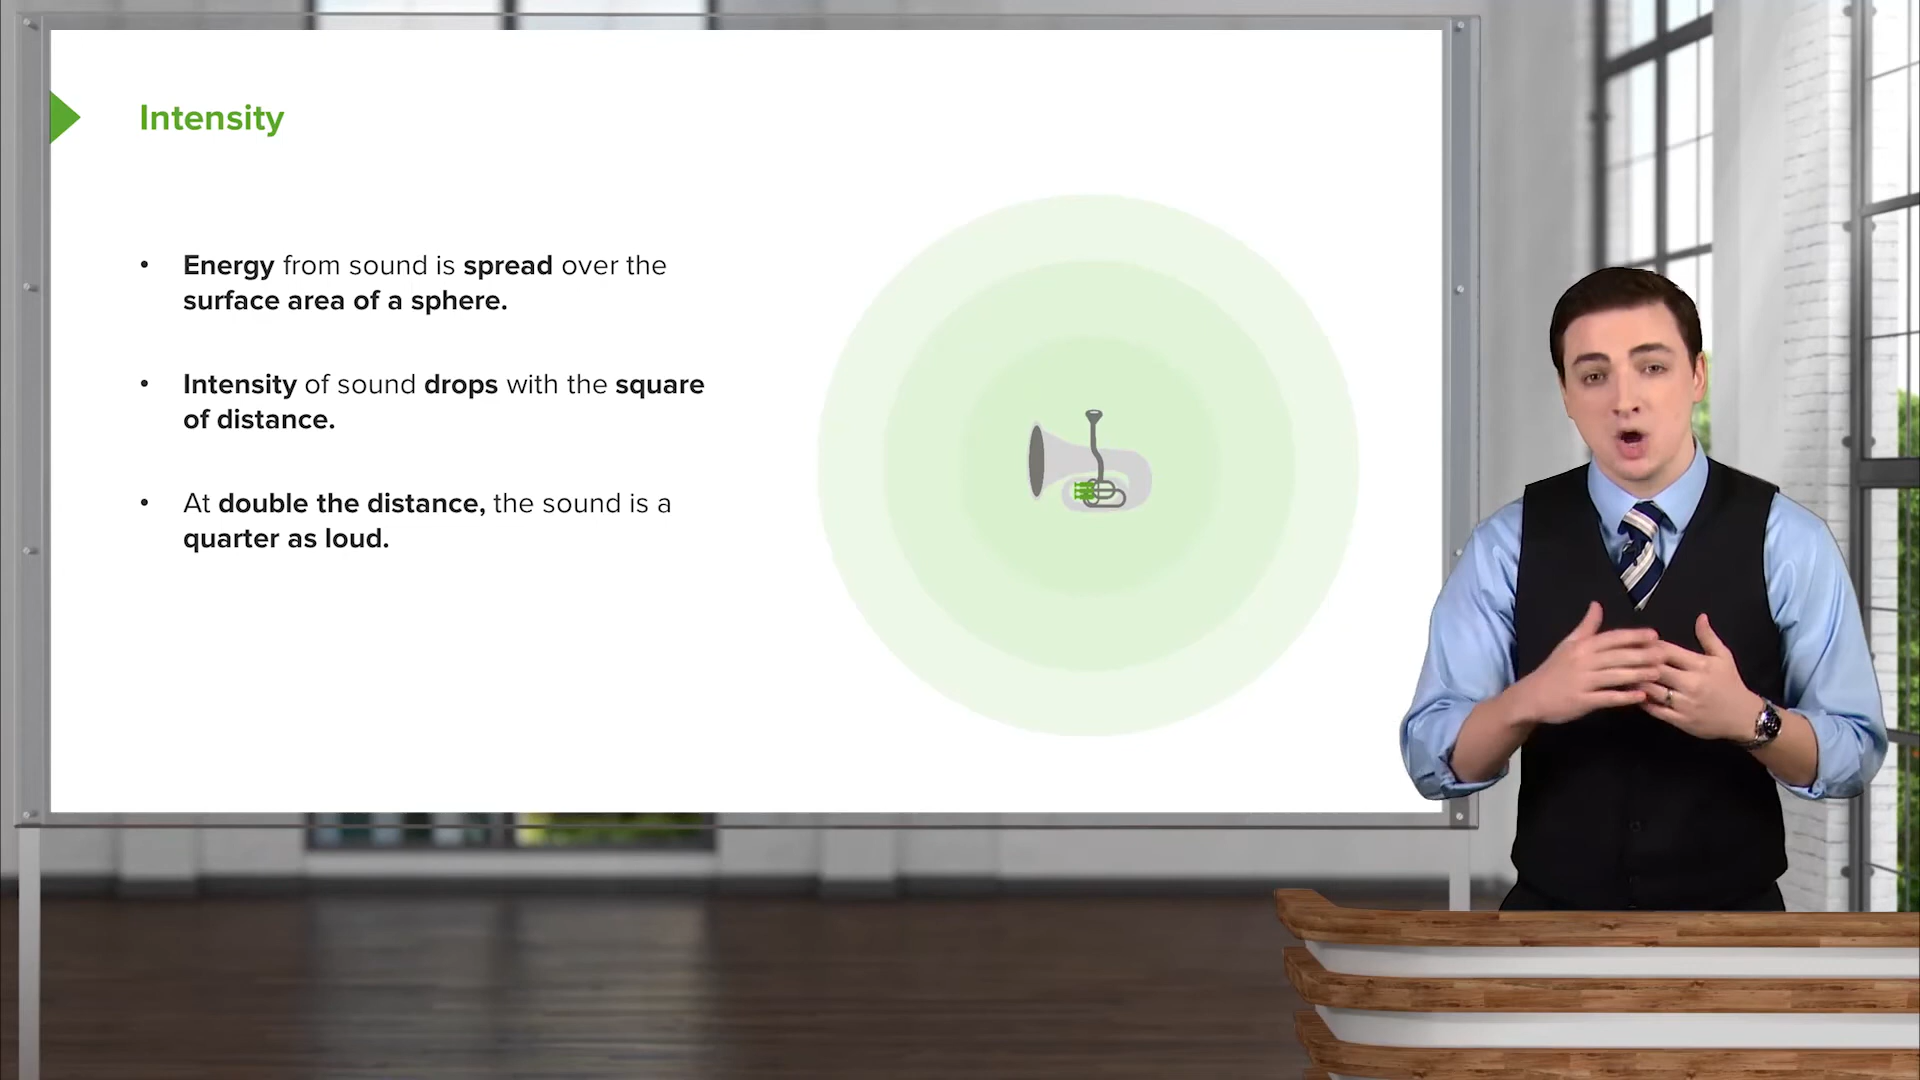 Intensity
• Energy from sound is spread over the
surface area of a sphere.
• Intensity of sound drops with the square
of distance.
• At double the distance, the sound is a
quarter as loud.